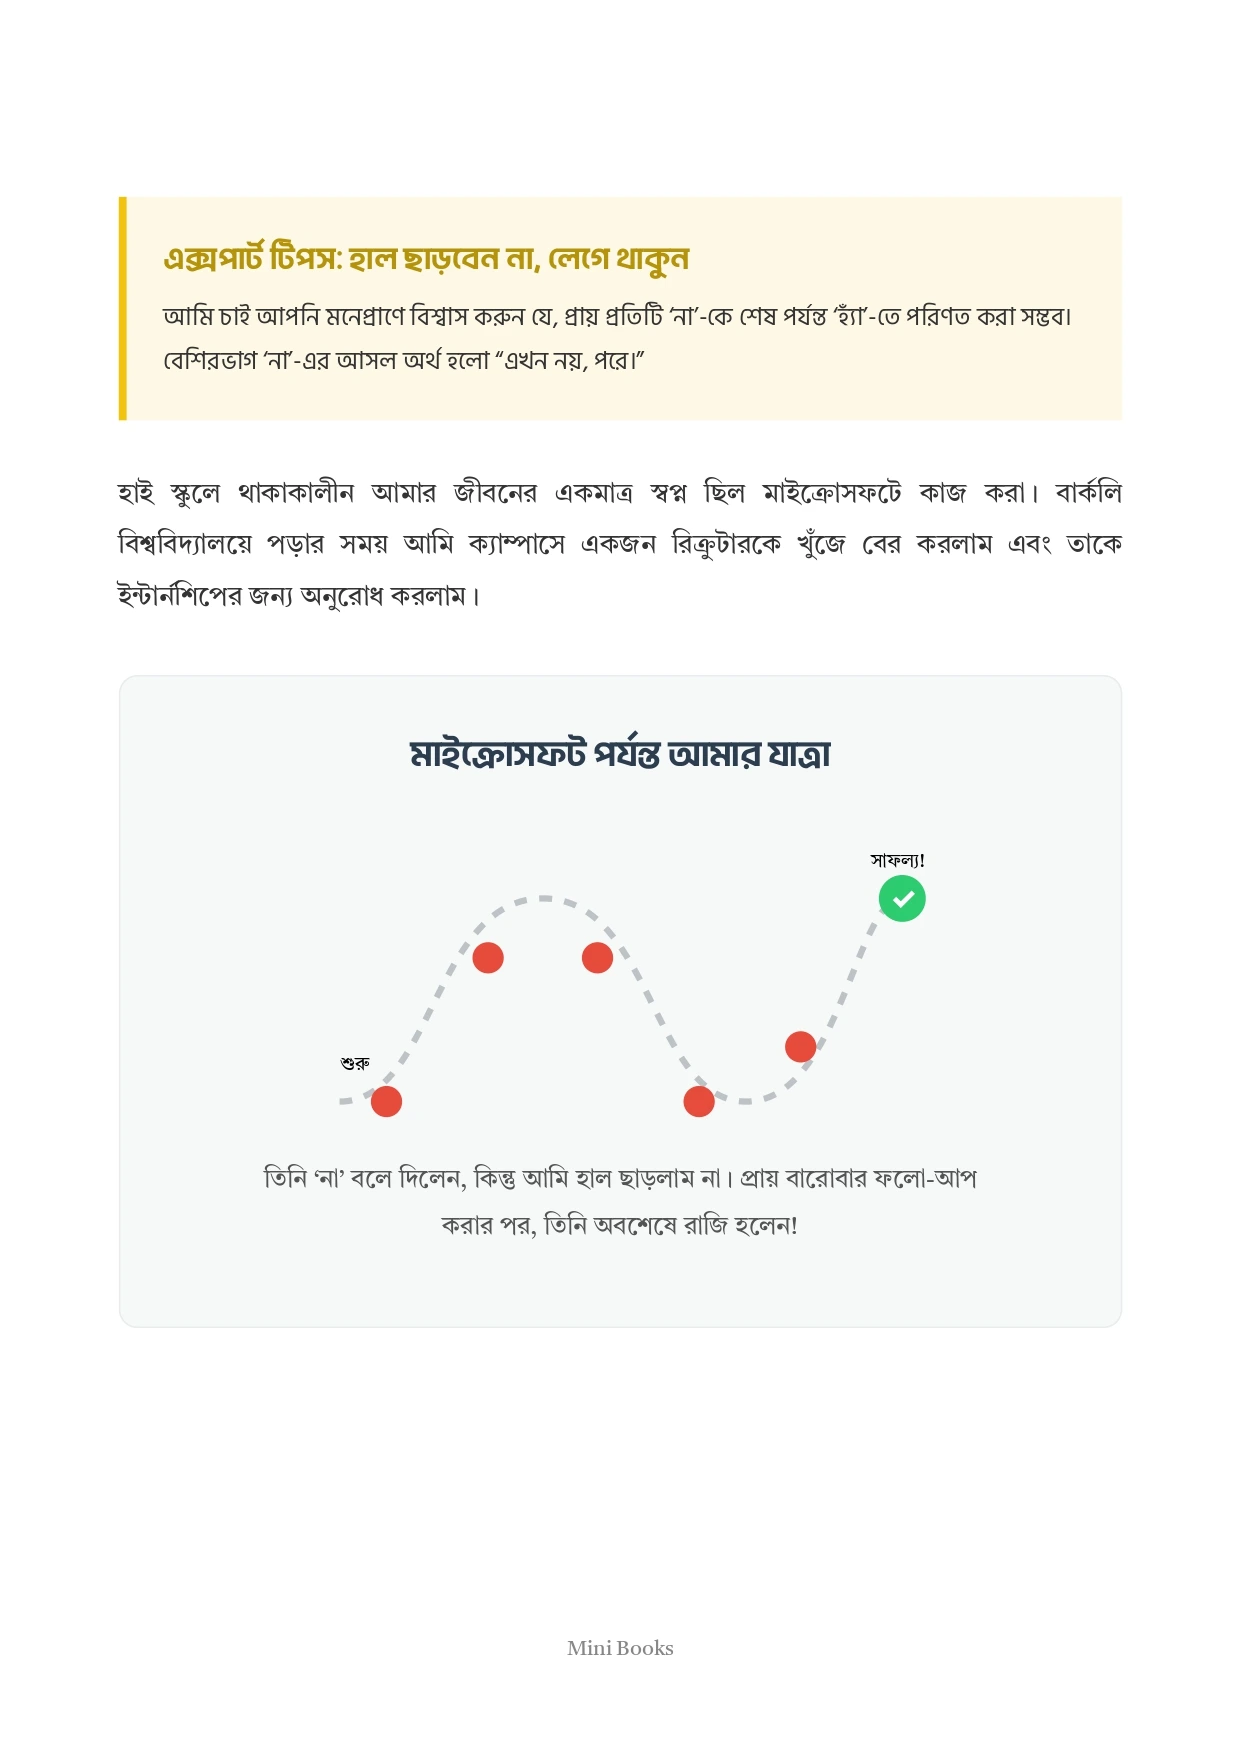 এক্সপার্ট টিপস: হাল ছাড়বেন না, লেগে থাকুন
আমি চাই আপনি মনেপ্রাণে বিশ্বাস করুন যে, প্রায় প্রতিটি ‘না’-কে শেষ পর্যন্ত ‘হ্যাঁ’-তে পরিণত করা সম্ভব।
বেশিরভাগ ‘না’-এর আসল অর্থ হলো “এখন নয়, পরে।”
হাই স্কুলে থাকাকালীন আমার জীবনের একমাত্র স্বপ্ন ছিল মাইক্রোসফটে কাজ করা। বার্কলি
বিশ্ববিদ্যালয়ে পড়ার সময় আমি ক্যাম্পাসে একজন রিক্রুটারকে খুঁজে বের করলাম এবং তাকে
ইন্টার্নশিপের জন্য অনুরোধ করলাম।
মাইক্রোসফট পর্যন্ত আমার যাত্রা
সাফল্য!
শুরু
তিনি ‘না’ বলে দিলেন, কিন্তু আমি হাল ছাড়লাম না। প্রায় বারোবার ফলো-আপ
করার পর, তিনি অবশেষে রাজি হলেন!
Mini Books